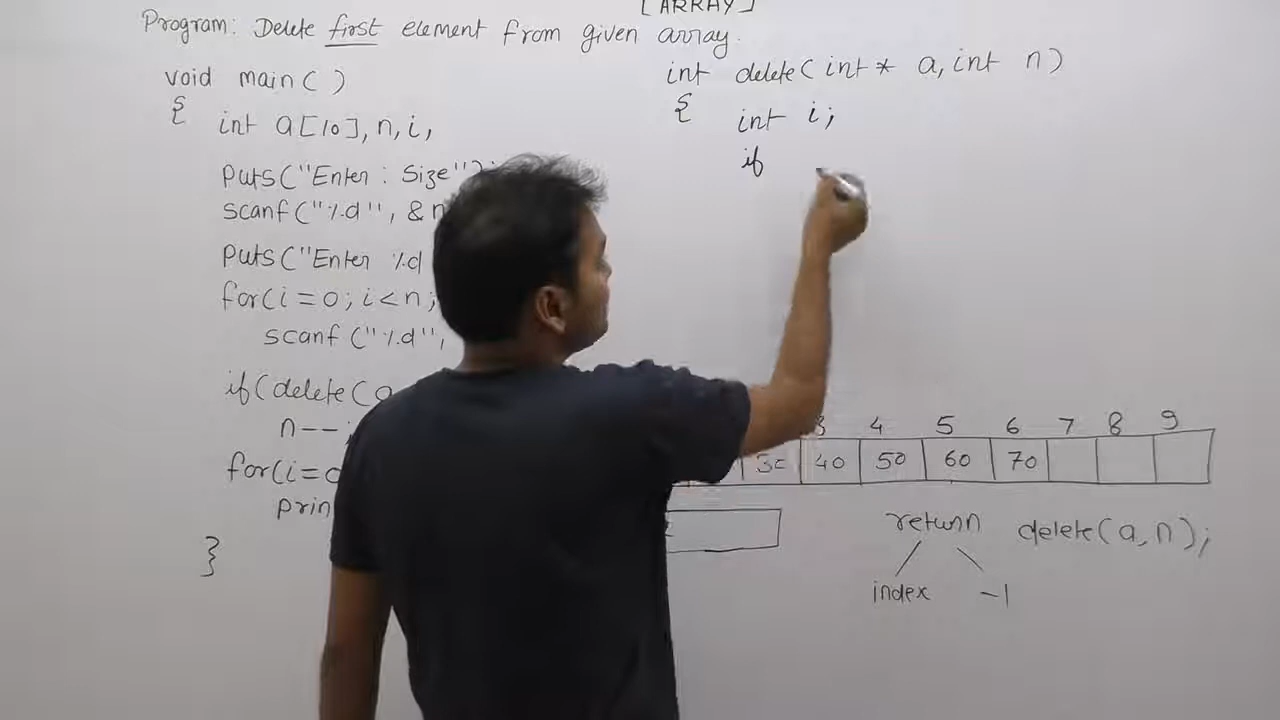 [ARRAY]
Program: Delete first element from given array.
void main( )
{
int a[10], n, i,
puts("Enter : Size")
scanf("%d", & n
puts("Enter %d
for(i=0; i<n;
scanf("%d",
if(delete(a
n--;
for(i=0
prin
}
int delete(int* a, int n)
{
int i;
if
3 4 5 6 7 8 9
30 40 50 60 70
return delete(a,n);
index -1